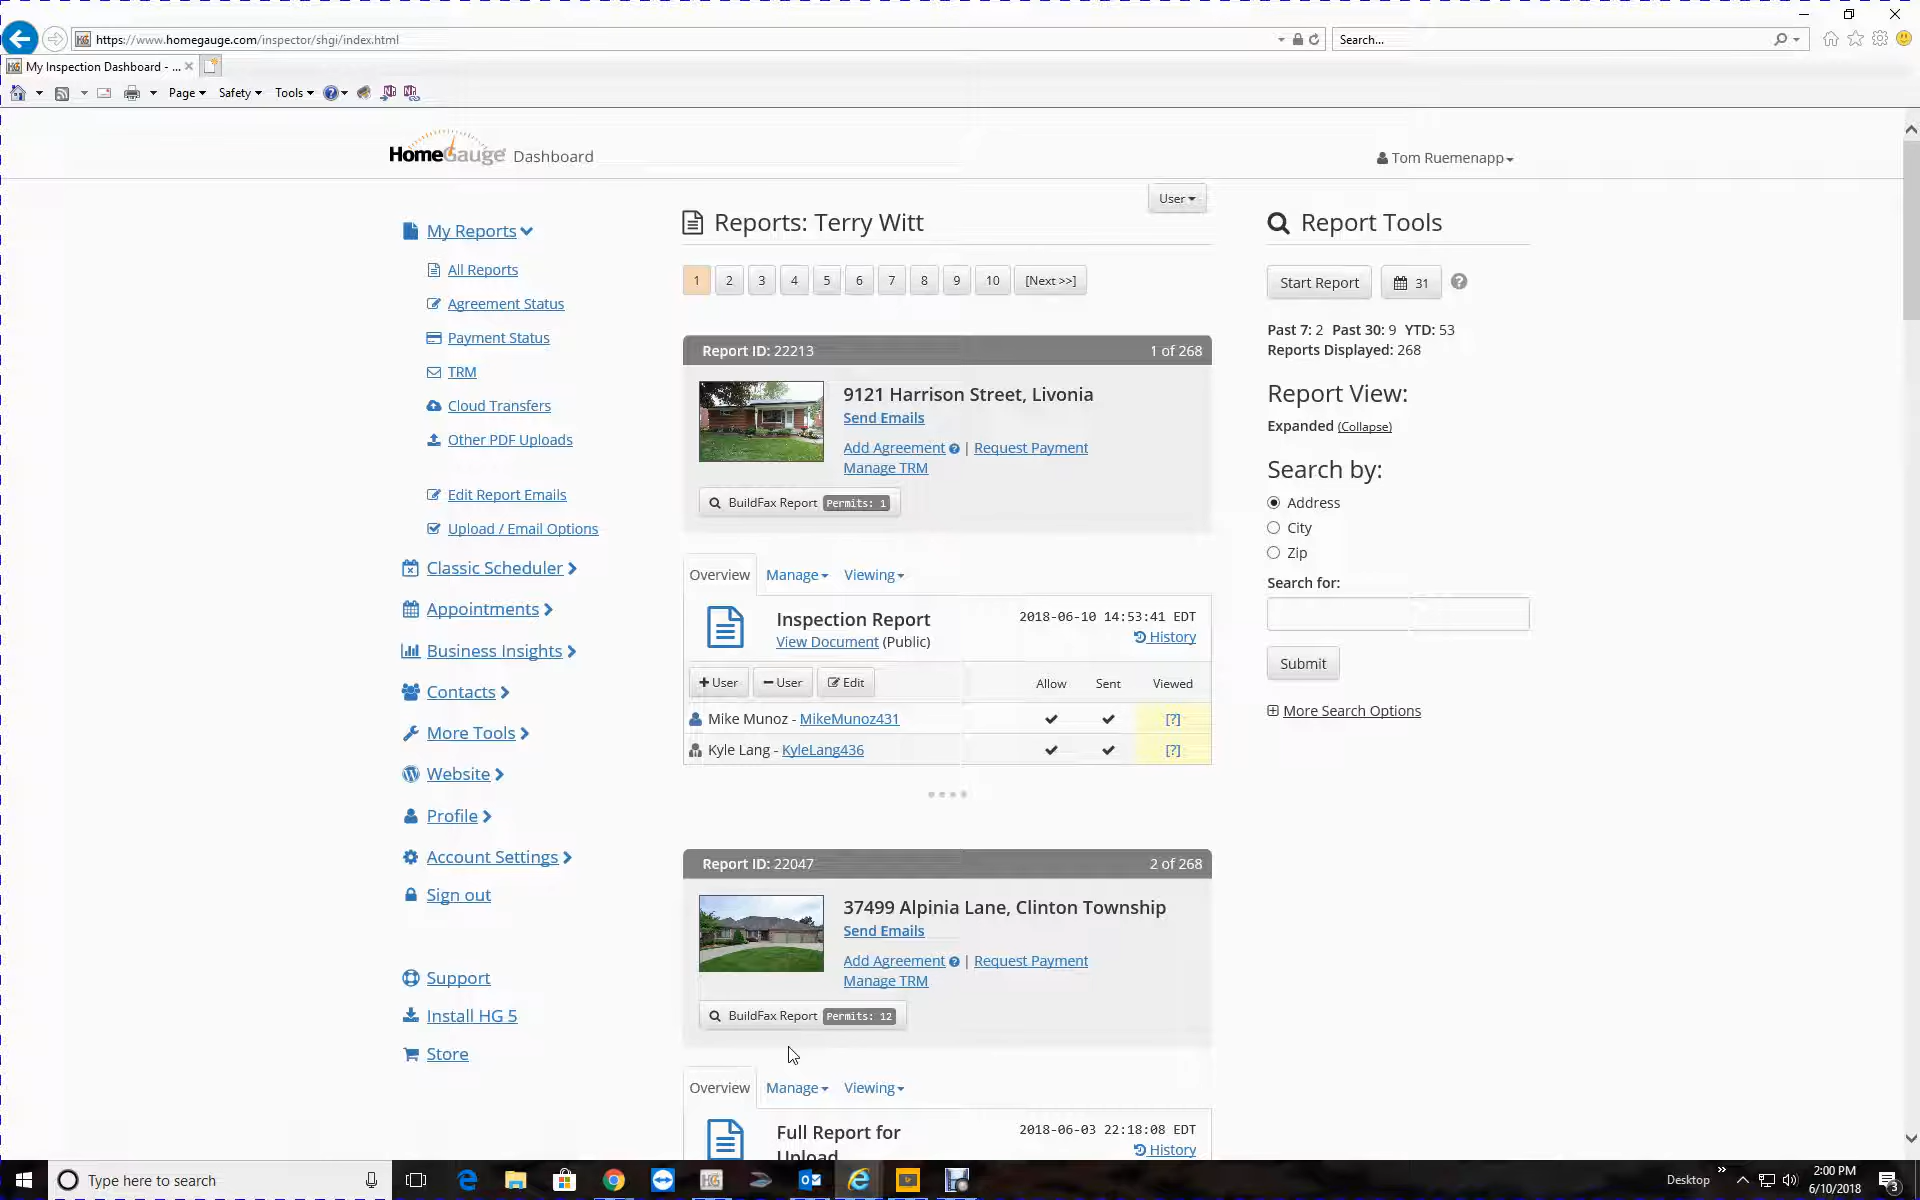 https://www.homegauge.com/inspector/shgi/index.html
Search...
My Inspection Dashboard - ...
Page
Safety
Tools
HomeGauge Dashboard
Tom Ruemenapp
My Reports
All Reports
Agreement Status
Payment Status
TRM
Cloud Transfers
Other PDF Uploads
Edit Report Emails
Upload / Email Options
Classic Scheduler
Appointments
Business Insights
Contacts
More Tools
Website
Profile
Account Settings
Sign out
Support
Install HG 5
Store
User
Reports: Terry Witt
1 2 3 4 5 6 7 8 9 10 [Next >>]
Report ID: 22213 1 of 268
9121 Harrison Street, Livonia
Send Emails
Add Agreement | Request Payment
Manage TRM
BuildFax Report Permits: 1
Overview Manage Viewing
Inspection Report 2018-06-10 14:53:41 EDT
View Document (Public) History
+ User − User Edit Allow Sent Viewed
Mike Munoz - MikeMunoz431 [?]
Kyle Lang - KyleLang436 [?]
Report ID: 22047 2 of 268
37499 Alpinia Lane, Clinton Township
Send Emails
Add Agreement | Request Payment
Manage TRM
BuildFax Report Permits: 12
Overview Manage Viewing
Full Report for 2018-06-03 22:18:08 EDT
Upload History
Report Tools
Start Report 31
Past 7: 2 Past 30: 9 YTD: 53
Reports Displayed: 268
Report View:
Expanded (Collapse)
Search by:
Address
City
Zip
Search for:
Submit
More Search Options
Type here to search
Desktop
2:00 PM
6/10/2018
3